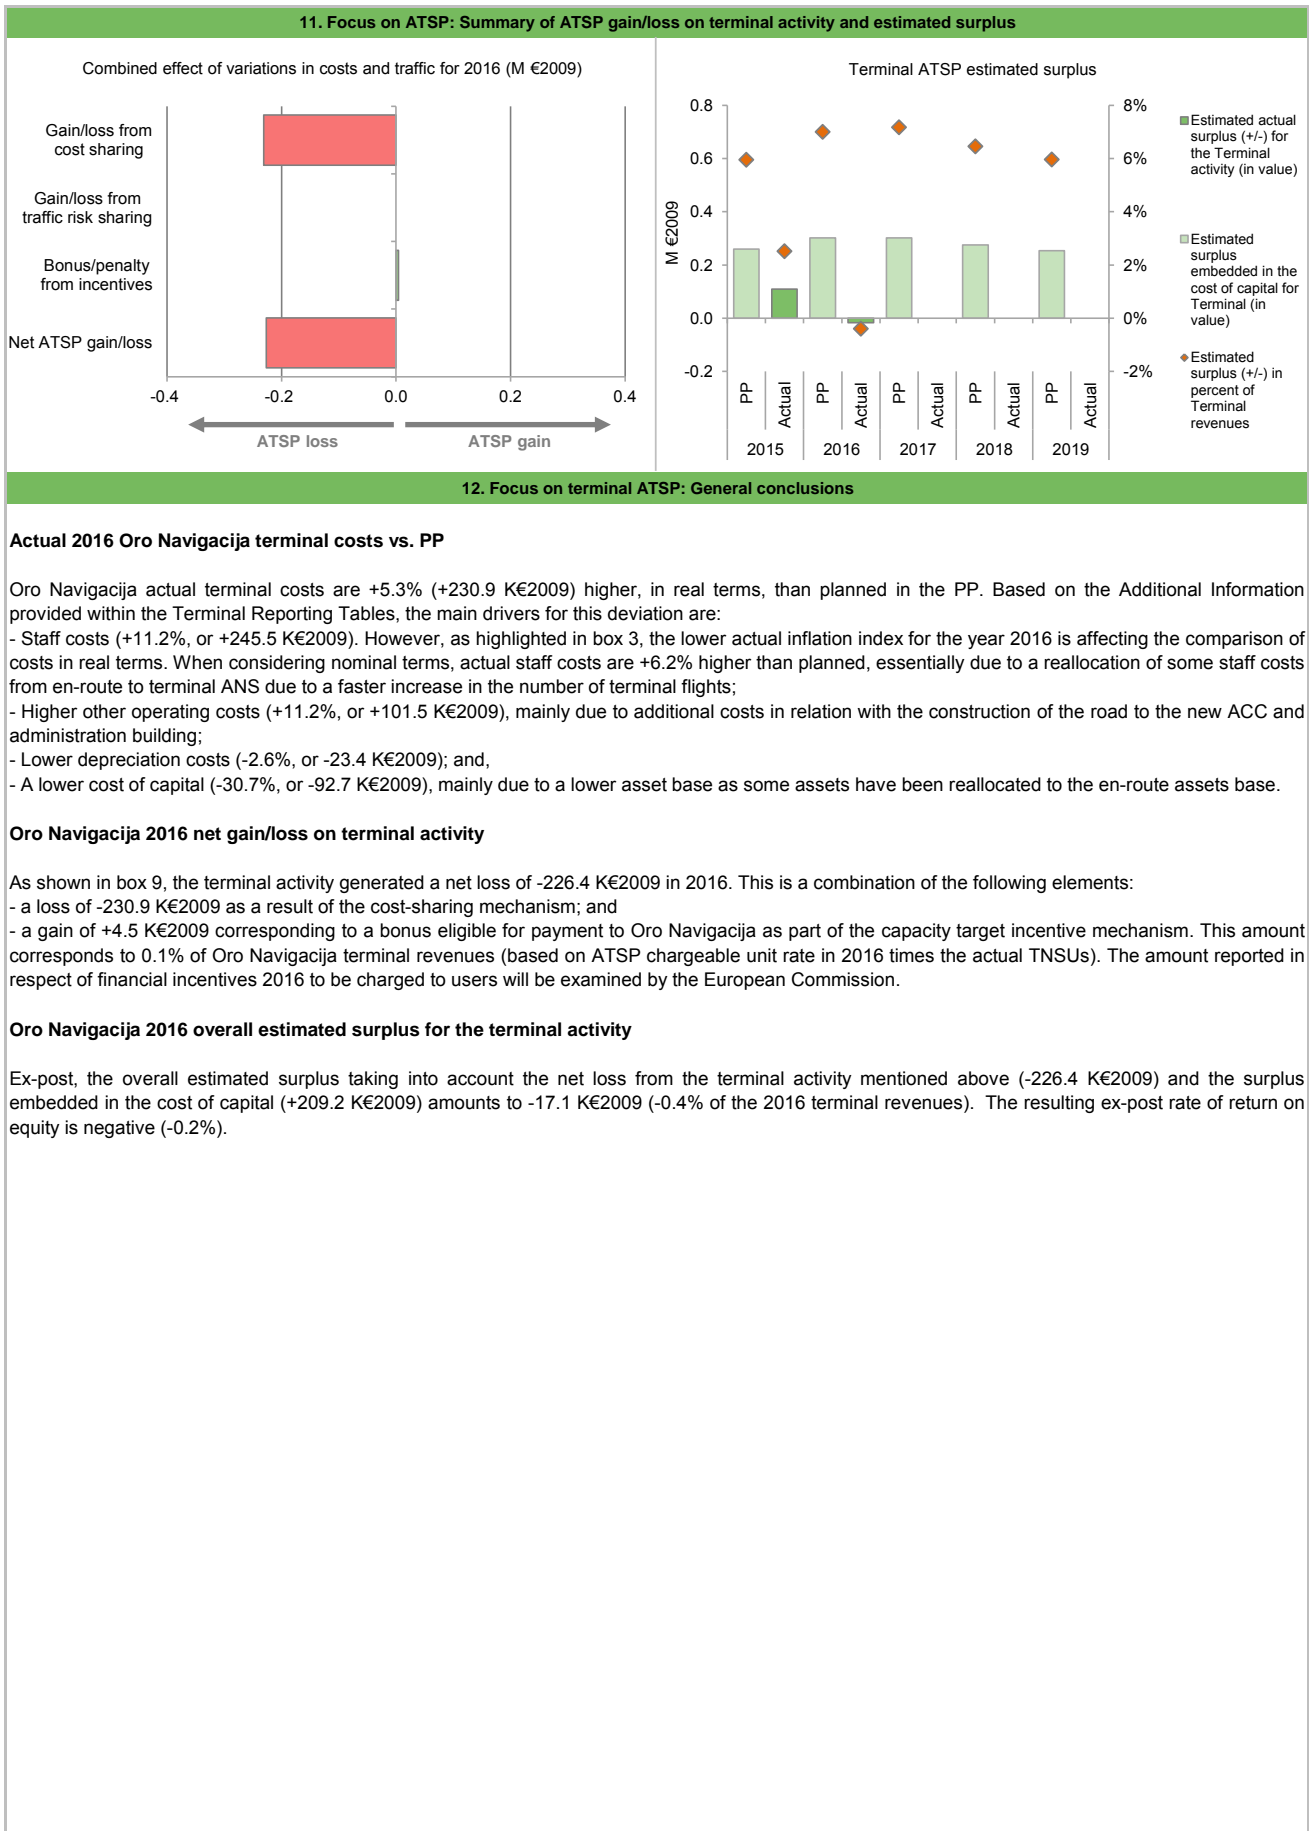 11. Focus on ATSP: Summary of ATSP gain/loss on terminal activity and estimated surplus
Combined effect of variations in costs and traffic for 2016 (M €2009)
Gain/loss from
cost sharing
Gain/loss from
traffic risk sharing
Bonus/penalty
from incentives
Net ATSP gain/loss
-0.4
-0.2
0.0
0.2
0.4
ATSP loss
ATSP gain
Terminal ATSP estimated surplus
M €2009
0.8
0.6
0.4
0.2
0.0
-0.2
8%
6%
4%
2%
0%
-2%
PP
Actual
PP
Actual
PP
Actual
PP
Actual
PP
Actual
2015
2016
2017
2018
2019
Estimated actual
surplus (+/-) for
the Terminal
activity (in value)
Estimated
surplus
embedded in the
cost of capital for
Terminal (in
value)
Estimated
surplus (+/-) in
percent of
Terminal
revenues
12. Focus on terminal ATSP: General conclusions
Actual 2016 Oro Navigacija terminal costs vs. PP
Oro Navigacija actual terminal costs are +5.3% (+230.9 K€2009) higher, in real terms, than planned in the PP. Based on the Additional Information
provided within the Terminal Reporting Tables, the main drivers for this deviation are:
- Staff costs (+11.2%, or +245.5 K€2009). However, as highlighted in box 3, the lower actual inflation index for the year 2016 is affecting the comparison of
costs in real terms. When considering nominal terms, actual staff costs are +6.2% higher than planned, essentially due to a reallocation of some staff costs
from en-route to terminal ANS due to a faster increase in the number of terminal flights;
- Higher other operating costs (+11.2%, or +101.5 K€2009), mainly due to additional costs in relation with the construction of the road to the new ACC and
administration building;
- Lower depreciation costs (-2.6%, or -23.4 K€2009); and,
- A lower cost of capital (-30.7%, or -92.7 K€2009), mainly due to a lower asset base as some assets have been reallocated to the en-route assets base.
Oro Navigacija 2016 net gain/loss on terminal activity
As shown in box 9, the terminal activity generated a net loss of -226.4 K€2009 in 2016. This is a combination of the following elements:
- a loss of -230.9 K€2009 as a result of the cost-sharing mechanism; and
- a gain of +4.5 K€2009 corresponding to a bonus eligible for payment to Oro Navigacija as part of the capacity target incentive mechanism. This amount
corresponds to 0.1% of Oro Navigacija terminal revenues (based on ATSP chargeable unit rate in 2016 times the actual TNSUs). The amount reported in
respect of financial incentives 2016 to be charged to users will be examined by the European Commission.
Oro Navigacija 2016 overall estimated surplus for the terminal activity
Ex-post, the overall estimated surplus taking into account the net loss from the terminal activity mentioned above (-226.4 K€2009) and the surplus
embedded in the cost of capital (+209.2 K€2009) amounts to -17.1 K€2009 (-0.4% of the 2016 terminal revenues). The resulting ex-post rate of return on
equity is negative (-0.2%).